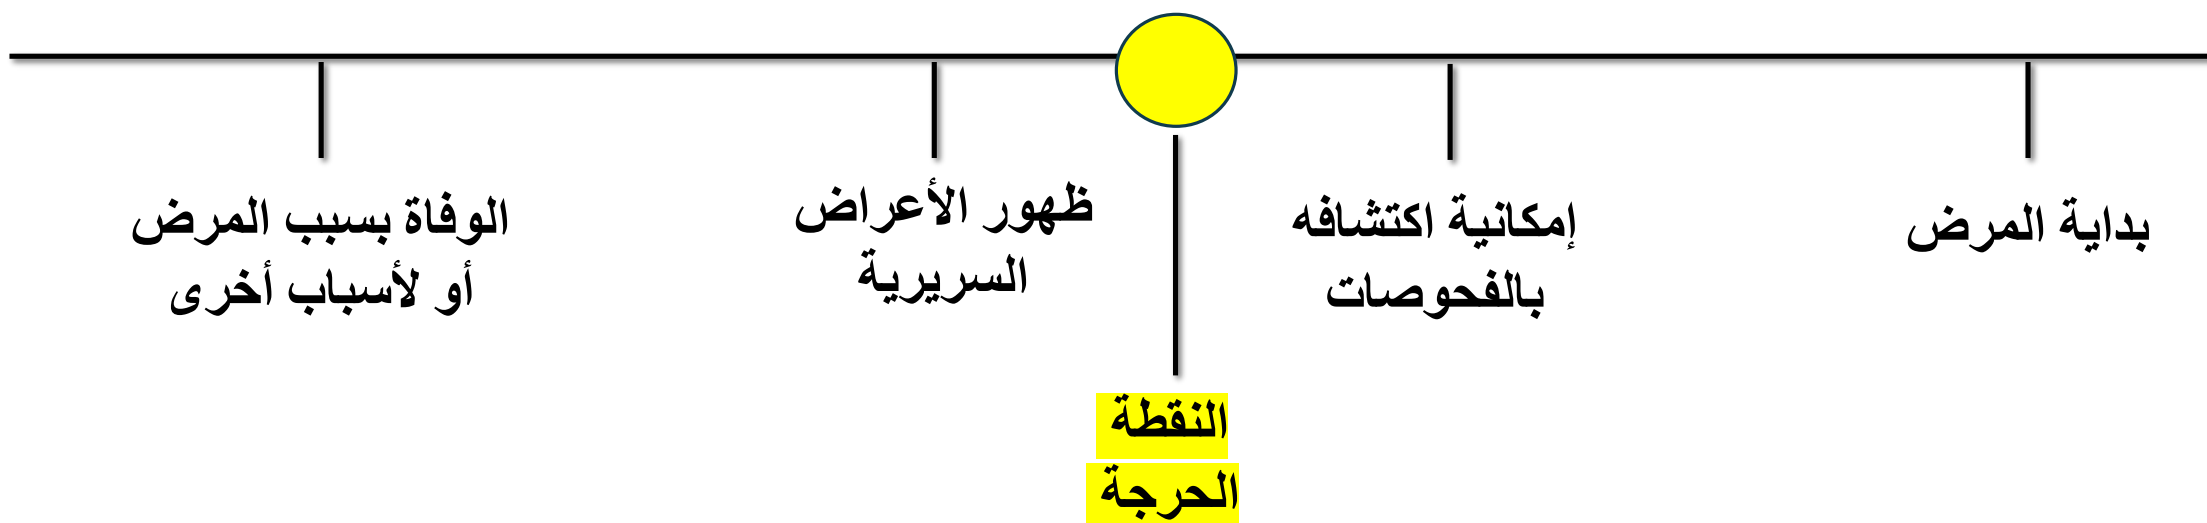 بداية المرض
إمكانية اكتشافه
بالفحوصات
النقطة
الحرجة
ظهور الأعراض
السريرية
الوفاة بسبب المرض
أو لأسباب أخرى